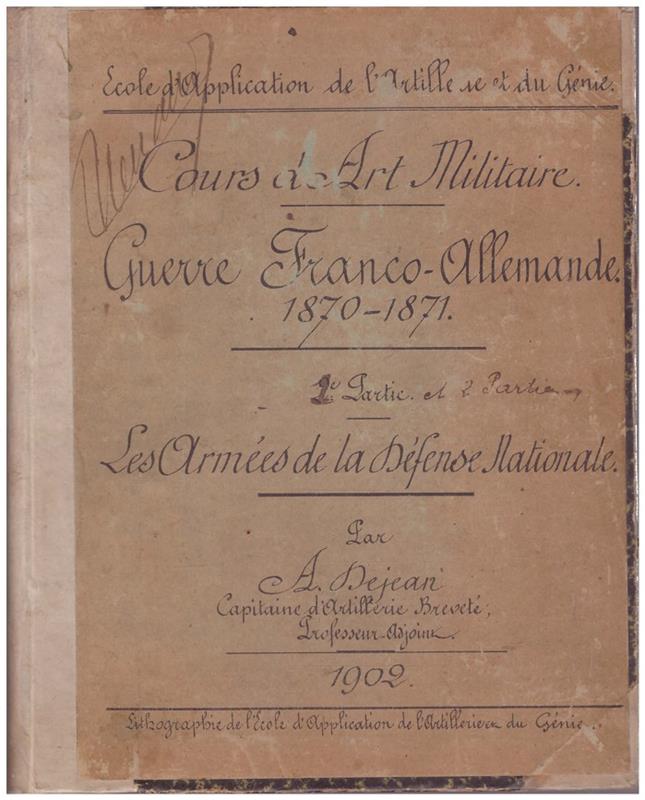 Ecole d'Application de l'Artillerie et du Génie.
Cours d'Art Militaire.
Guerre Franco-Allemande.
1870-1871.
1e Partie. et 2 Partie
Les Armées de la Défense Nationale.
Par
A. Dejean
Capitaine d'Artillerie Breveté,
Professeur-Adjoint.
1902.
Lithographie de l'Ecole d'Application de l'Artillerie et du Génie.